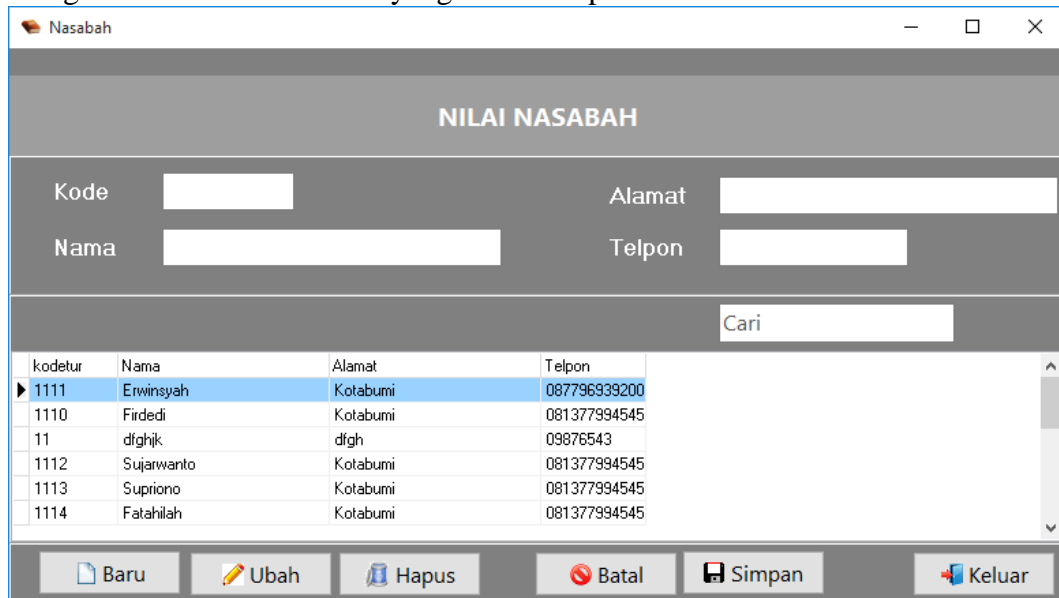 Nasabah
NILAI NASABAH
Kode
Alamat
Nama
Telpon
Cari
kodetur Nama Alamat Telpon
1111 Erwinsyah Kotabumi 087796939200
1110 Firdedi Kotabumi 081377994545
11 dfghjk dfgh 09876543
1112 Sujarwanto Kotabumi 081377994545
1113 Supriono Kotabumi 081377994545
1114 Fatahilah Kotabumi 081377994545
Baru Ubah Hapus Batal Simpan Keluar